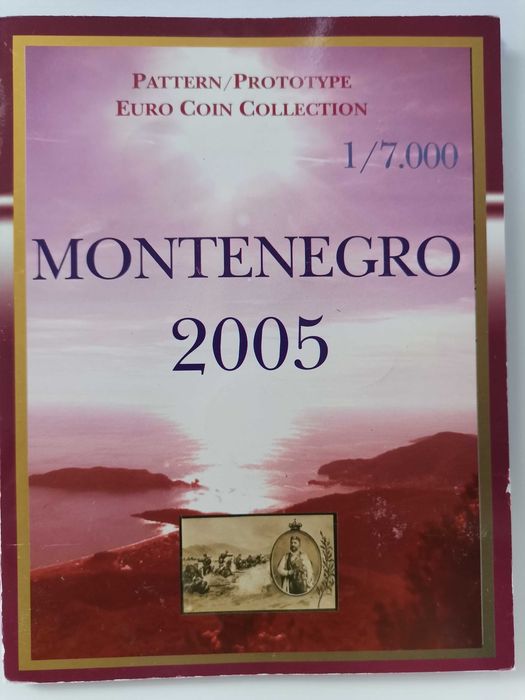 PATTERN/PROTOTYPE
EURO COIN COLLECTION
1/7.000
MONTENEGRO
2005